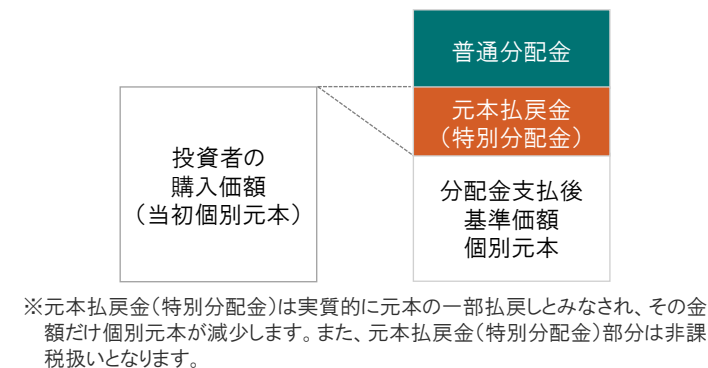 普通分配金
元本払戻金
（特別分配金）
投資者の
購入価額
（当初個別元本）
分配金支払後
基準価額
個別元本
※元本払戻金（特別分配金）は実質的に元本の一部払戻しとみなされ、その金
額だけ個別元本が減少します。また、元本払戻金（特別分配金）部分は非課
税扱いとなります。